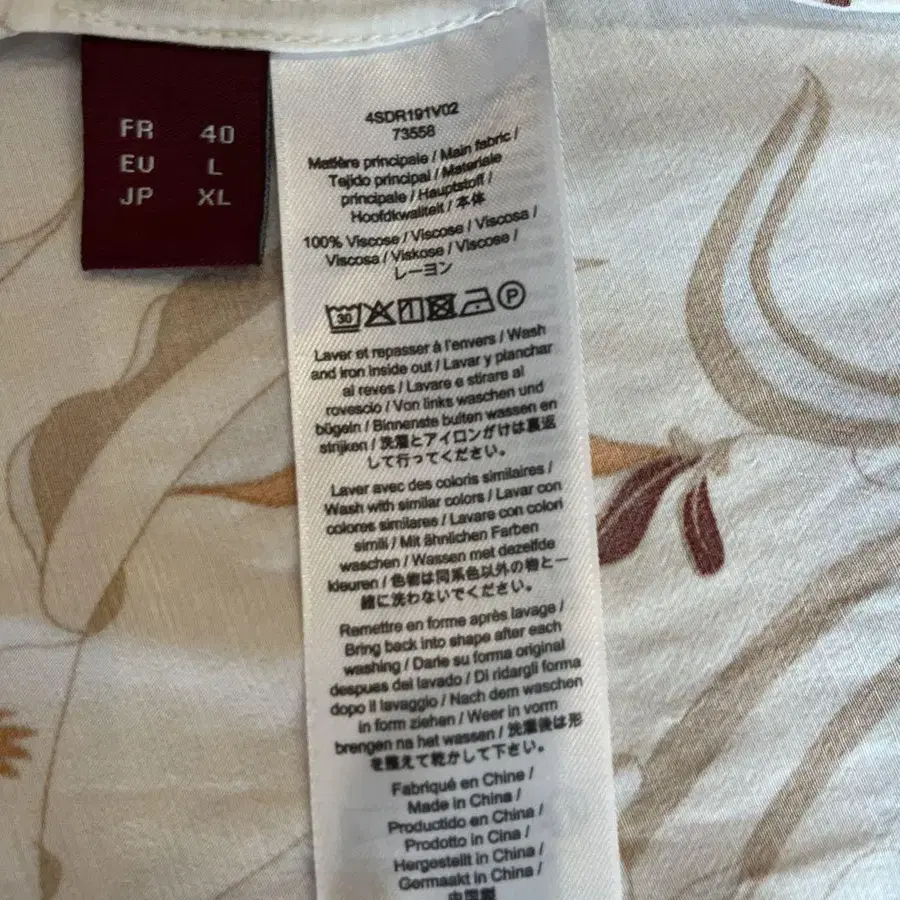 FR 40
EU L
JP XL
4SDR191V02
73558
Matière principale / Main fabric /
Tejido principal / Materiale
principale / Hauptstoff /
Hoofdkwaliteit / 本体
100% Viscose / Viscose / Viscosa /
Viscosa / Viskose / Viscose /
レーヨン
30
P
Laver et repasser à l'envers / Wash
and iron inside out / Lavar y planchar
al reves / Lavare e stirare al
rovescio / Von links waschen und
bügeln / Binnenste buiten wassen en
strijken / 洗濯とアイロンがけは裏返
して行ってください。
Laver avec des coloris similaires /
Wash with similar colors / Lavar con
colores similares / Lavare con colori
simili / Mit ähnlichen Farben
waschen / Wassen met dezelfde
kleuren / 色物は同系色以外の物と一
緒に洗わないでください。
Remettre en forme après lavage /
Bring back into shape after each
washing / Darle su forma original
despues del lavado / Di ridargli forma
dopo il lavaggio / Nach dem waschen
in form ziehen / Weer in vorm
brengen na het wassen / 洗濯後は形
を整えて乾かして下さい。
Fabriqué en Chine /
Made in China /
Productido en China /
Prodotto in Cina /
Hergestellt in China /
Germaakt in China /
中国製